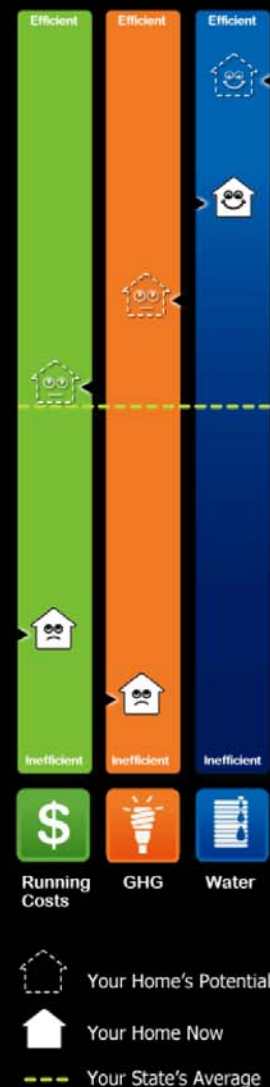 Efficient
Efficient
Efficient
Inefficient
Inefficient
Inefficient
$
Running
Costs
GHG
Water
Your Home's Potential
Your Home Now
Your State's Average